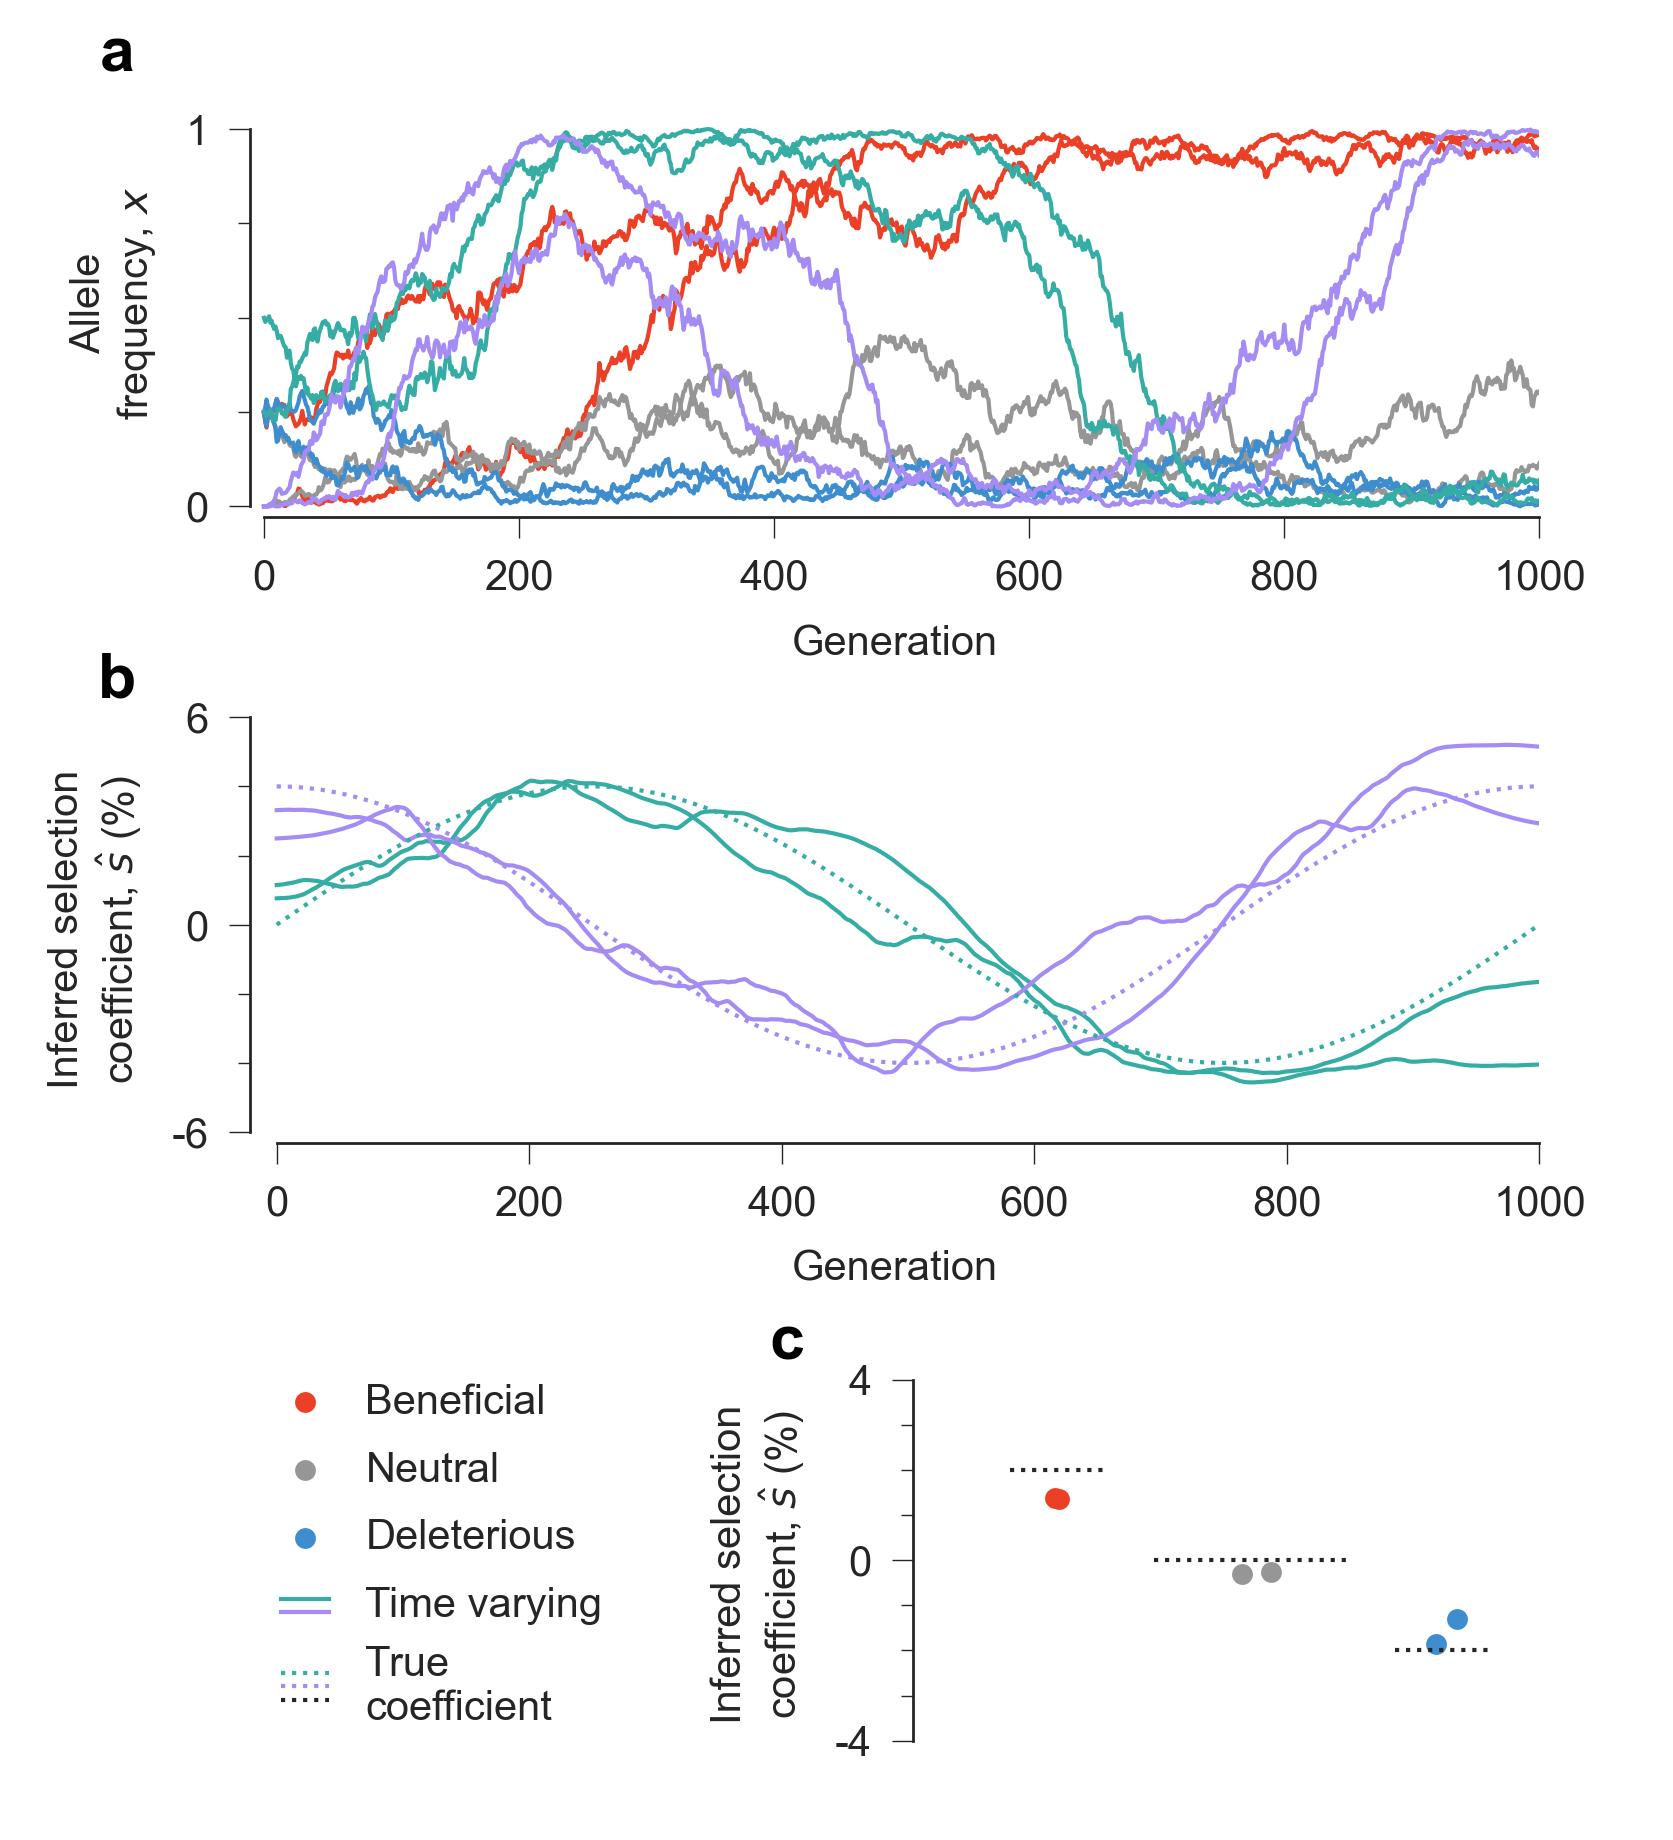 a
1
0
Allele
frequency, x
0 200 400 600 800 1000
Generation
b
6
0
-6
Inferred selection
coefficient, ŝ (%)
0 200 400 600 800 1000
Generation
Beneficial
Neutral
Deleterious
Time varying
True
coefficient
c
4
0
-4
Inferred selection
coefficient, ŝ (%)